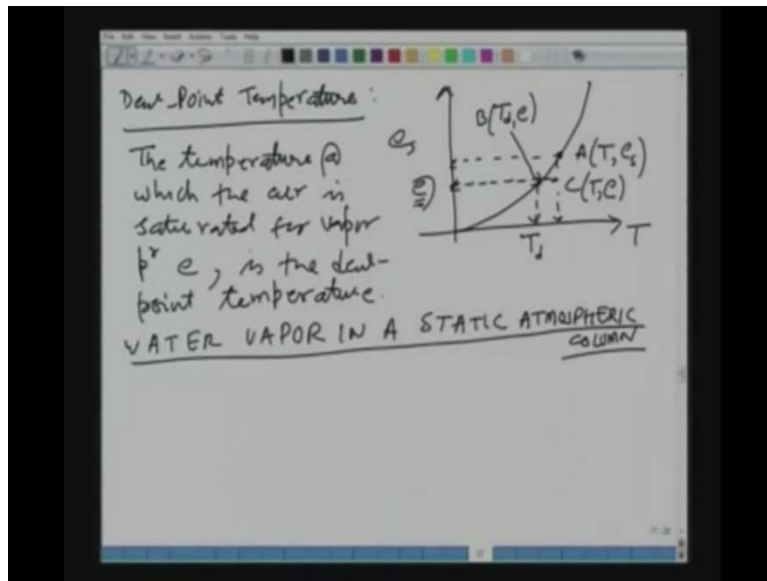 Dew-Point Temperature:
The temperature @
which the air is
saturated for vapor
pr e, is the dew-
point temperature.
WATER VAPOR IN A STATIC ATMOSPHERIC
COLUMN
B(Td,e)
es
A(T,es)
e
C(T,e)
Td
T